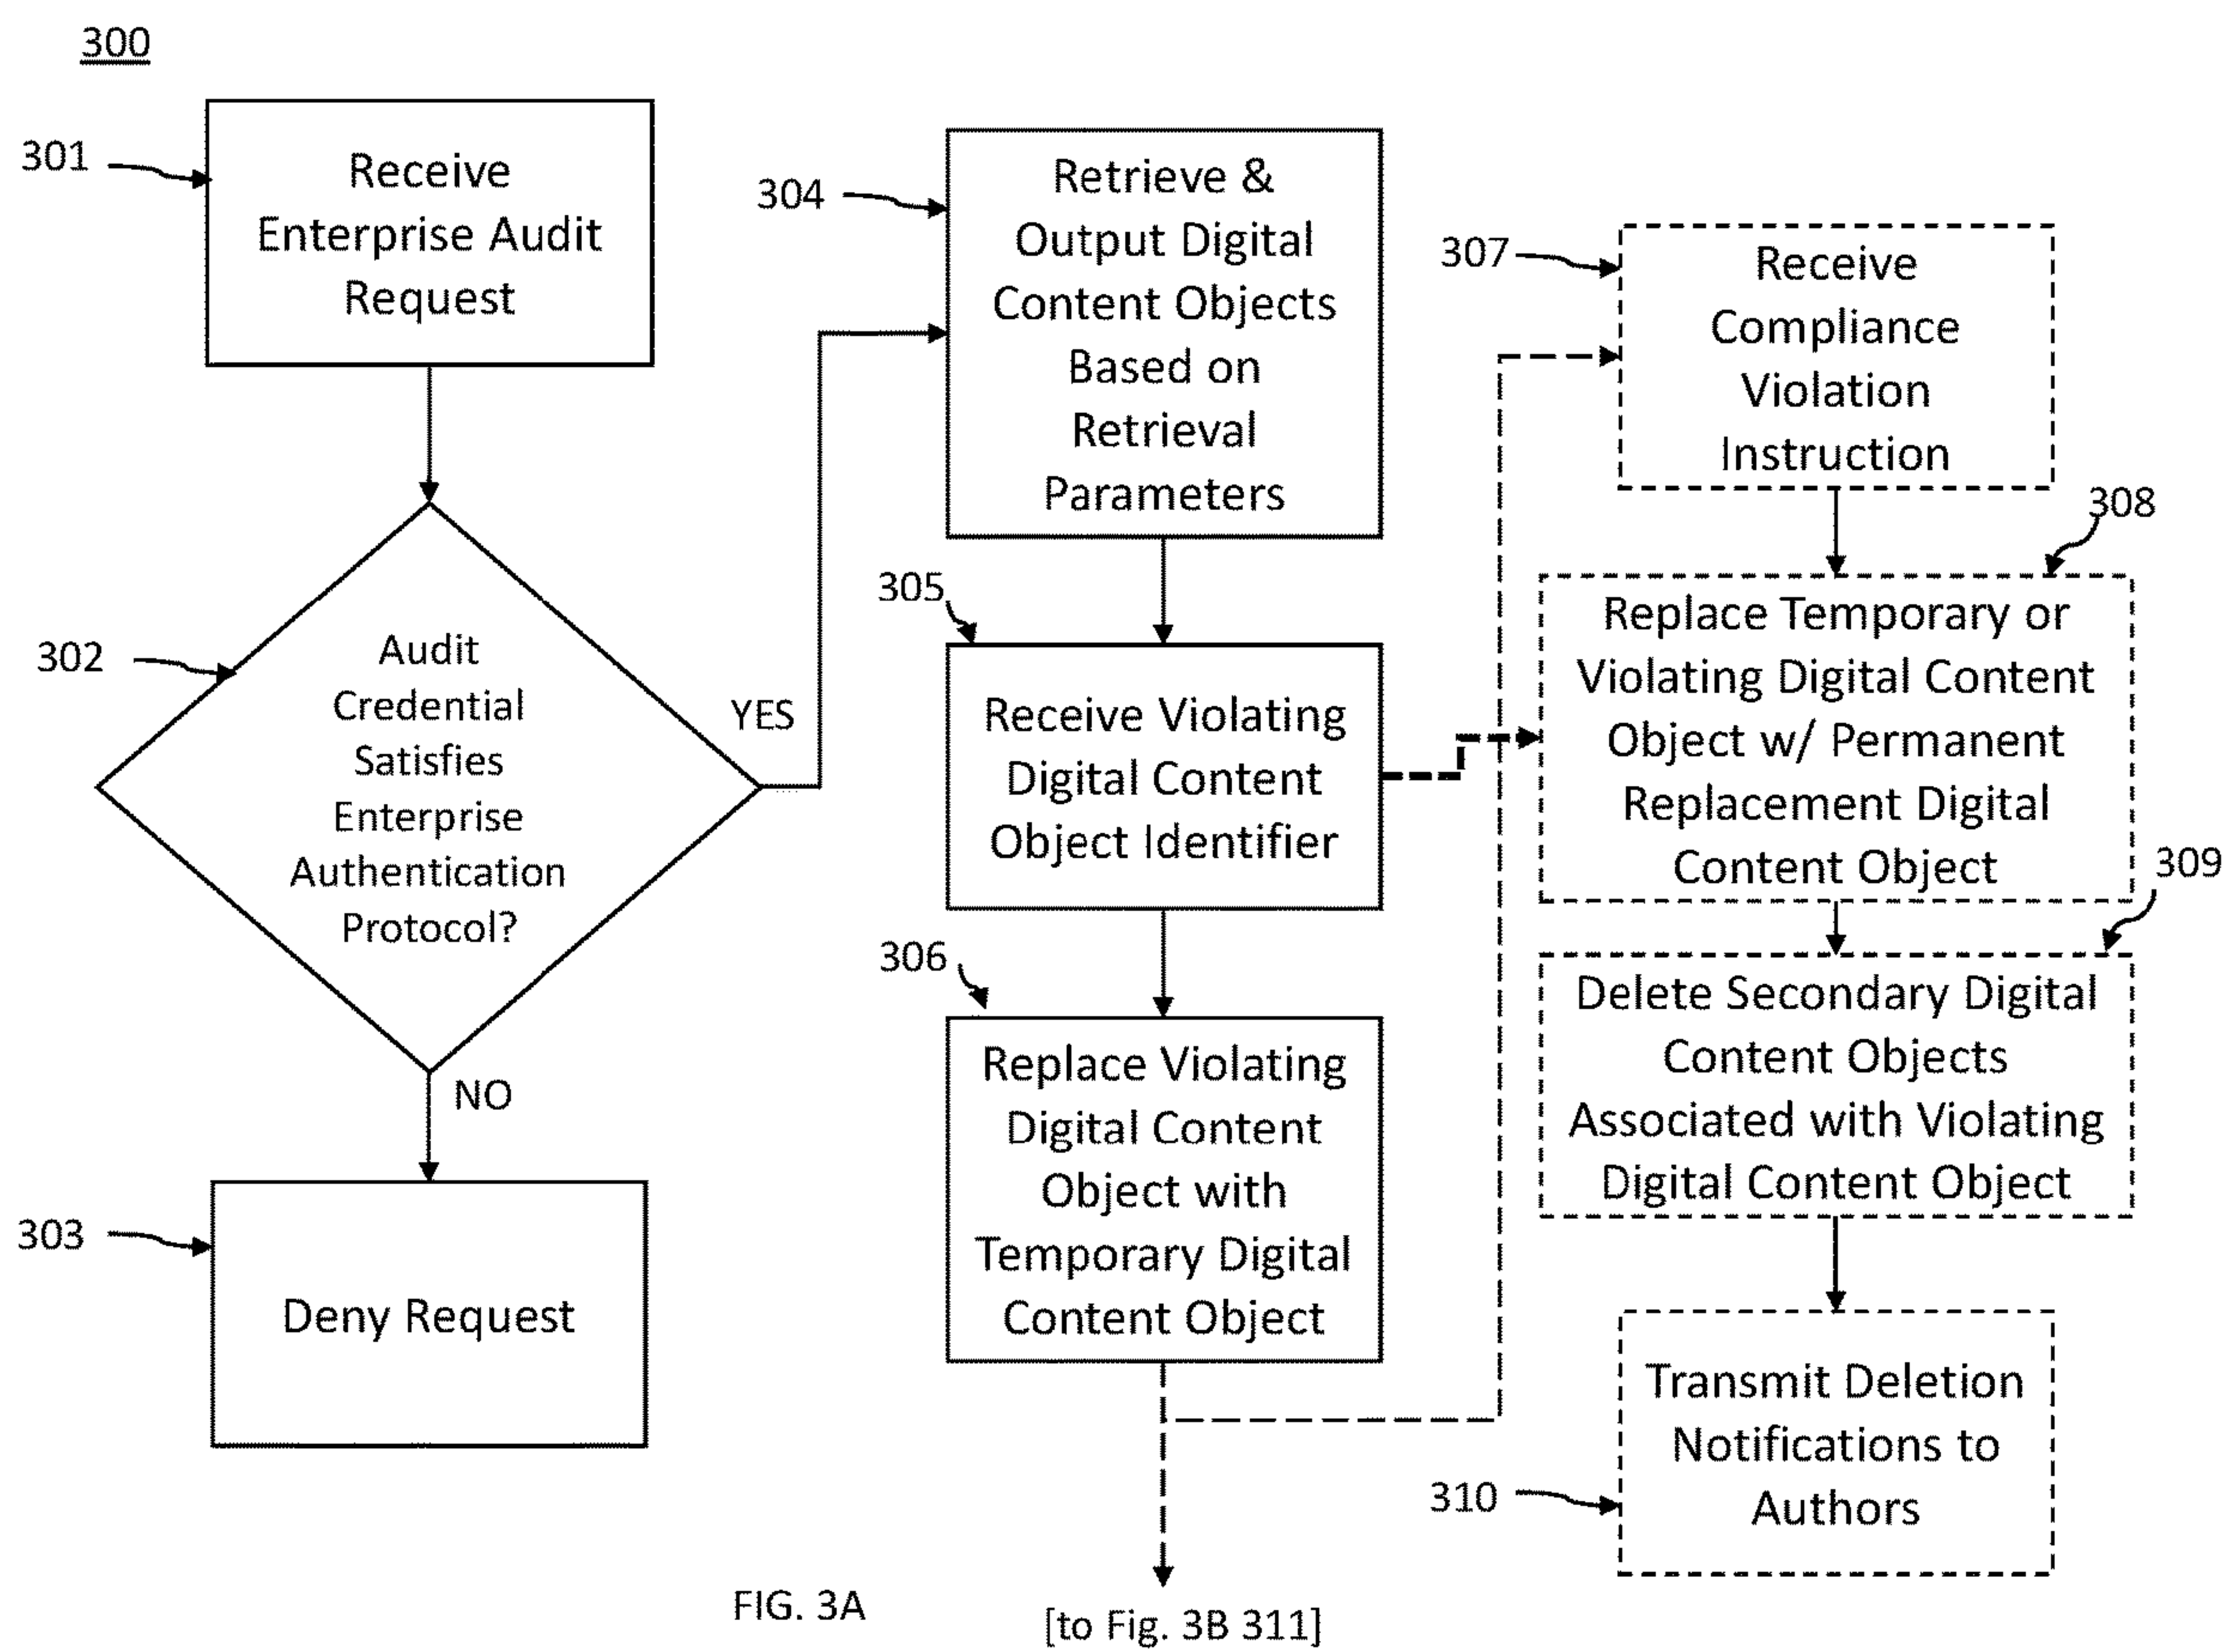 300
301
Receive
Enterprise Audit
Request
302
Audit
Credential
Satisfies
Enterprise
Authentication
Protocol?
YES
NO
303
Deny Request
304
Retrieve &
Output Digital
Content Objects
Based on
Retrieval
Parameters
305
Receive Violating
Digital Content
Object Identifier
306
Replace Violating
Digital Content
Object with
Temporary Digital
Content Object
[to Fig. 3B 311]
307
Receive
Compliance
Violation
Instruction
308
Replace Temporary or
Violating Digital Content
Object w/ Permanent
Replacement Digital
Content Object
309
Delete Secondary Digital
Content Objects
Associated with Violating
Digital Content Object
310
Transmit Deletion
Notifications to
Authors
FIG. 3A